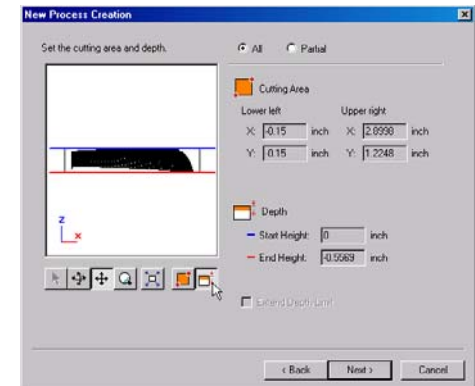 New Process Creation
Set the cutting area and depth.
All
Partial
Cutting Area
Lower left
Upper right
X: -0.15 inch
X: 2.8998 inch
Y: -0.15 inch
Y: 1.2248 inch
Depth
Start Height: 0 inch
End Height: -0.5569 inch
Extend Depth Limit
z
x
< Back
Next >
Cancel